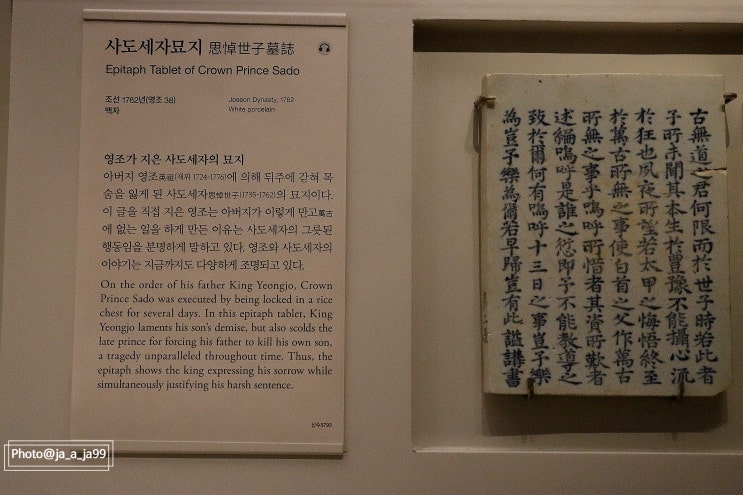 사도세자묘지 思悼世子墓誌
Epitaph Tablet of Crown Prince Sado
조선 1762년(영조 38)
백자
Joseon Dynasty, 1762
White porcelain
영조가 지은 사도세자의 묘지
아버지 영조英祖(재위 1724-1776)에 의해 뒤주에 갇혀 목
숨을 잃게 된 사도세자思悼世子(1735-1762)의 묘지이다.
이 글을 직접 지은 영조는 아버지가 이렇게 만고萬古
에 없는 일을 하게 만든 이유는 사도세자의 그릇된
행동임을 분명하게 말하고 있다. 영조와 사도세자의
이야기는 지금까지도 다양하게 조명되고 있다.
On the order of his father King Yeongjo, Crown
Prince Sado was executed by being locked in a rice
chest for several days. In this epitaph tablet, King
Yeongjo laments his son's demise, but also scolds the
late prince for forcing his father to kill his own son,
a tragedy unparalleled throughout time. Thus, the
epitaph shows the king expressing his sorrow while
simultaneously justifying his harsh sentence.
신수3793
古無道之君何限而於世子時若此者
予所未聞其本生於豊豫不能攝心流
於狂也夙夜所望若太甲之悔悟終至
於萬古所無之事使白首之父作萬古
所無之事乎嗚呼所惜者其資所歎者
述編嗚呼是誰之愆即予不能教導之
致於爾何有嗚呼十三日之事豈予樂
為豈予樂為爾若早歸豈有此謚講書
Photo@ja_a_ja99